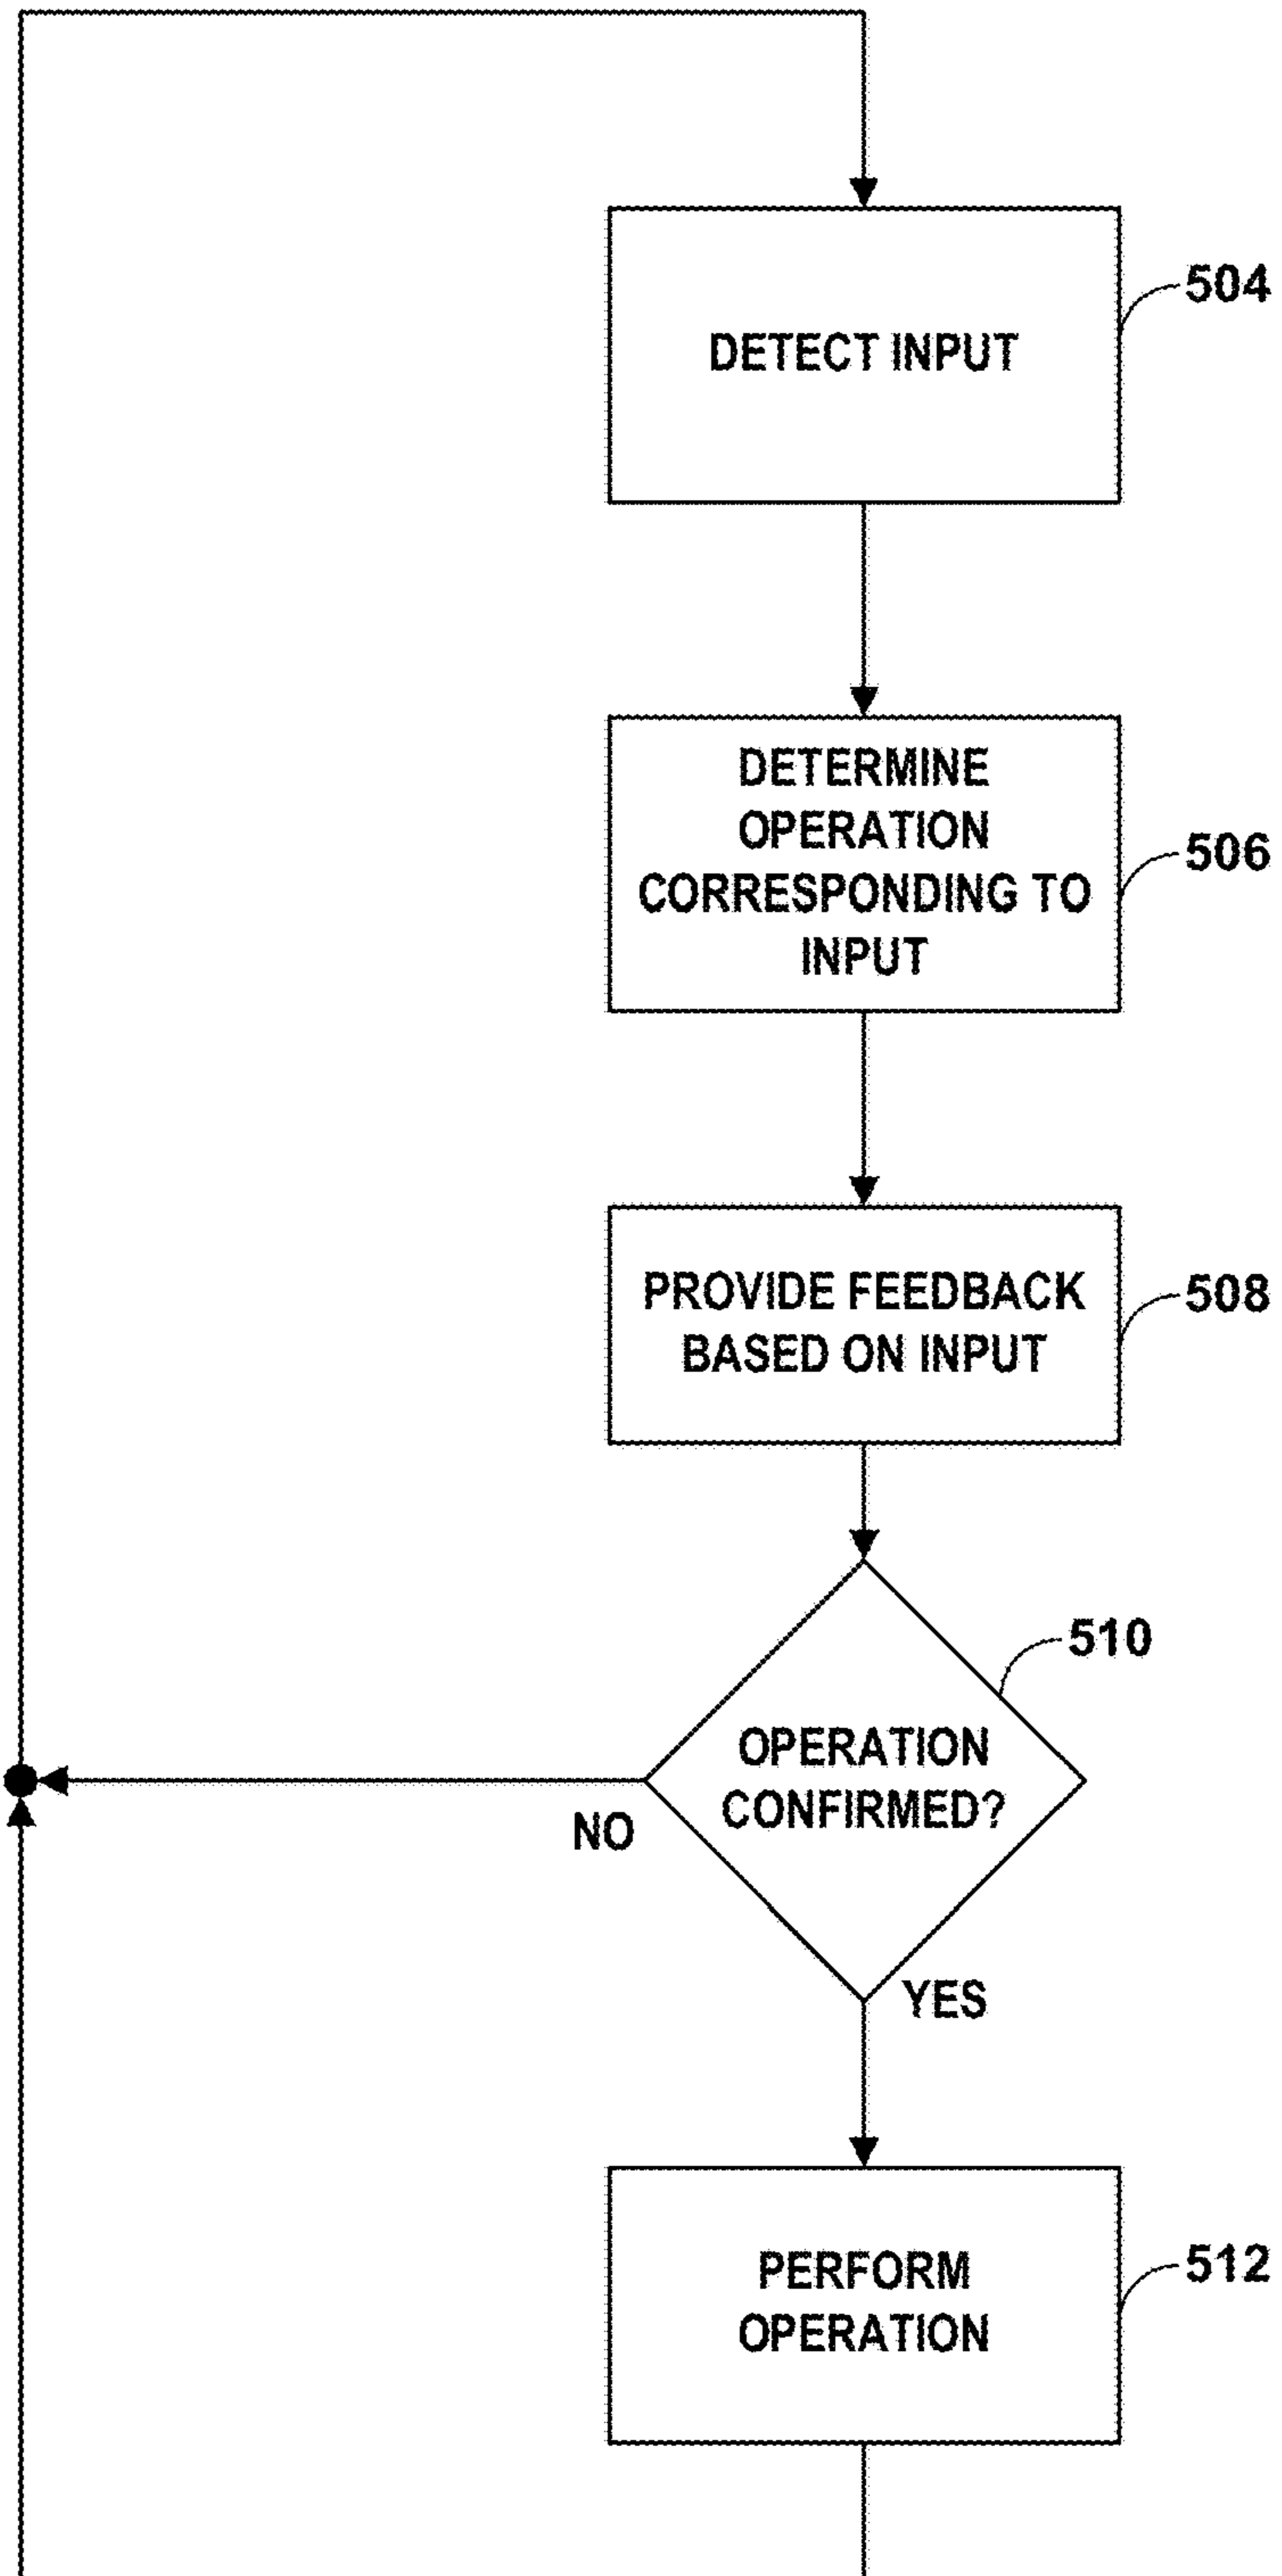 DETECT INPUT
504
DETERMINE
OPERATION
CORRESPONDING TO
INPUT
506
PROVIDE FEEDBACK
BASED ON INPUT
508
510
OPERATION
CONFIRMED?
NO
YES
PERFORM
OPERATION
512